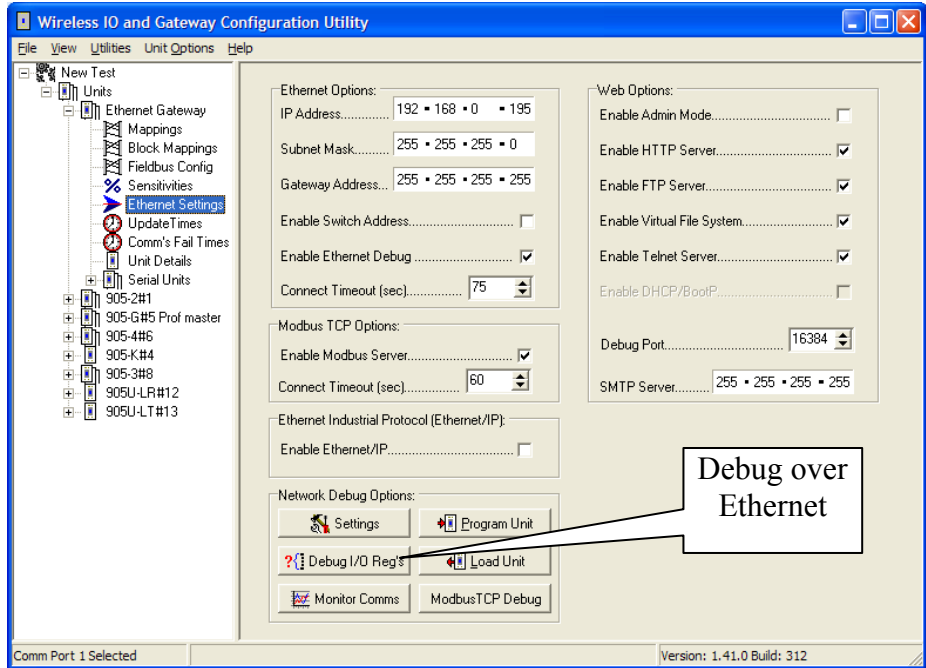 Wireless IO and Gateway Configuration Utility
File View Utilities Unit Options Help
New Test
Units
Ethernet Gateway
Mappings
Block Mappings
Fieldbus Config
Sensitivities
Ethernet Settings
UpdateTimes
Comm's Fail Times
Unit Details
Serial Units
905-2#1
905-G#5 Prof master
905-4#6
905-K#4
905-3#8
905U-LR#12
905U-LT#13
Ethernet Options:
IP Address............. 192 ▪ 168 ▪ 0 ▪ 195
Subnet Mask.......... 255 ▪ 255 ▪ 255 ▪ 0
Gateway Address... 255 ▪ 255 ▪ 255 ▪ 255
Enable Switch Address.......................
Enable Ethernet Debug .......................
Connect Timeout (sec)............... 75
Modbus TCP Options:
Enable Modbus Server.........................
Connect Timeout (sec)............... 60
Ethernet Industrial Protocol (Ethernet/IP):
Enable Ethernet/IP..............................
Network Debug Options:
Settings
Program Unit
?{ Debug I/O Reg's
Load Unit
Monitor Comms
ModbusTCP Debug
Web Options:
Enable Admin Mode............................
Enable HTTP Server............................
Enable FTP Server..............................
Enable Virtual File System......................
Enable Telnet Server............................
Enable DHCP/BootP...........................
Debug Port............................. 16384
SMTP Server.......... 255 ▪ 255 ▪ 255 ▪ 255
Debug over
Ethernet
Comm Port 1 Selected
Version: 1.41.0 Build: 312